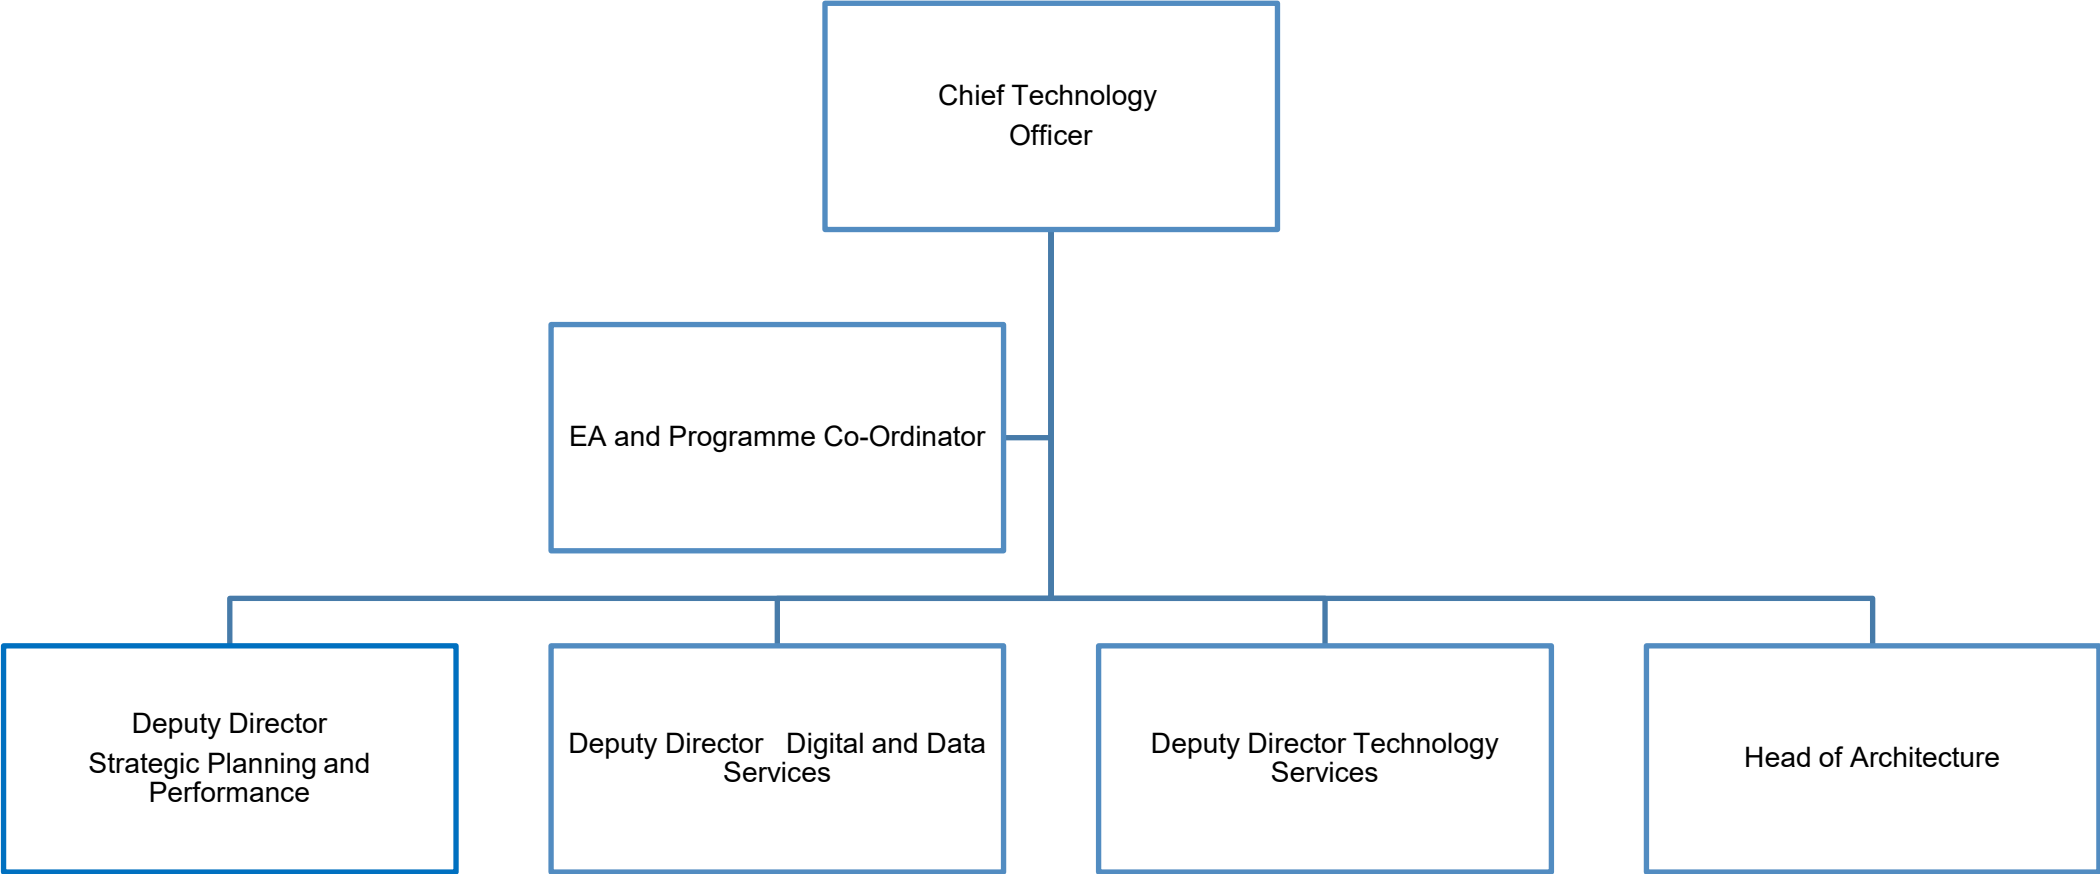 Chief Technology
Officer
EA and Programme Co-Ordinator
Deputy Director
Strategic Planning and
Performance
Deputy Director   Digital and Data
Services
Deputy Director Technology
Services
Head of Architecture